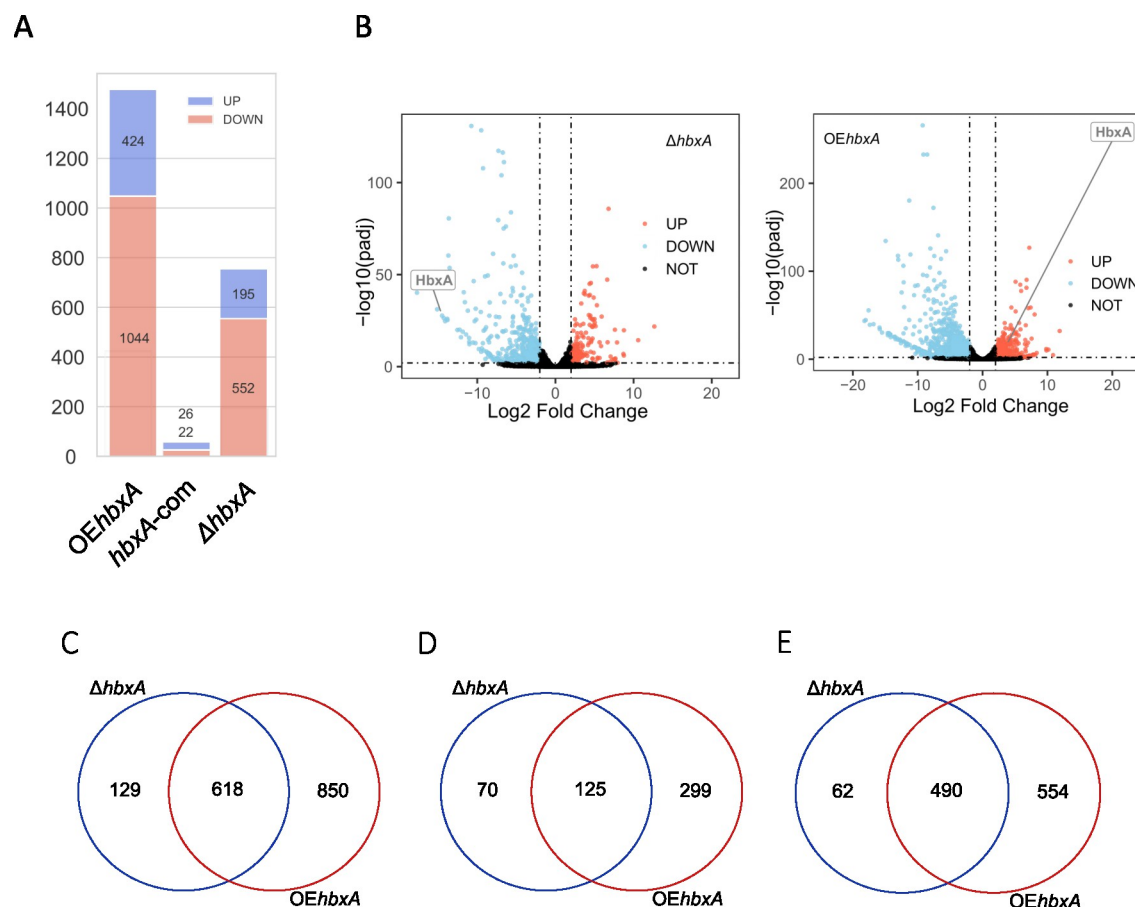 A
1400
1200
1000
800
600
400
200
0
UP
DOWN
424
1044
26
22
195
552
OEhbxA
hbxA-com
ΔhbxA
B
ΔhbxA
−log10(padj)
100
50
0
HbxA
UP
DOWN
NOT
−10
0
10
20
Log2 Fold Change
OEhbxA
HbxA
−log10(padj)
200
100
0
UP
DOWN
NOT
−20
−10
0
10
20
Log2 Fold Change
C
ΔhbxA
129
618
850
OEhbxA
D
ΔhbxA
70
125
299
OEhbxA
E
ΔhbxA
62
490
554
OEhbxA